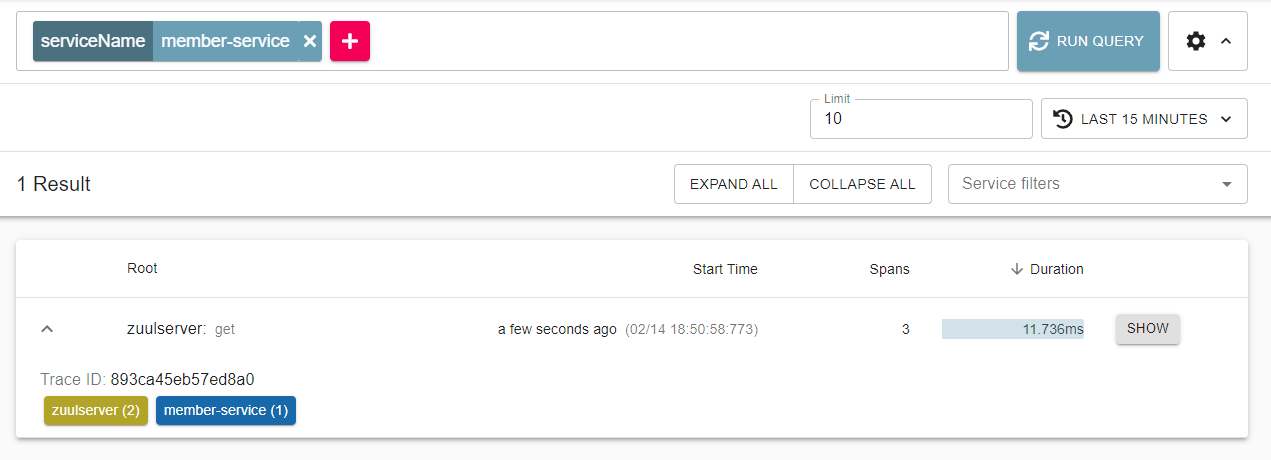 serviceName member-service × +
RUN QUERY
Limit
10
LAST 15 MINUTES
1 Result
EXPAND ALL COLLAPSE ALL Service filters
Root Start Time Spans Duration
zuulserver: get a few seconds ago (02/14 18:50:58:773) 3 11.736ms SHOW
Trace ID: 893ca45eb57ed8a0
zuulserver (2) member-service (1)